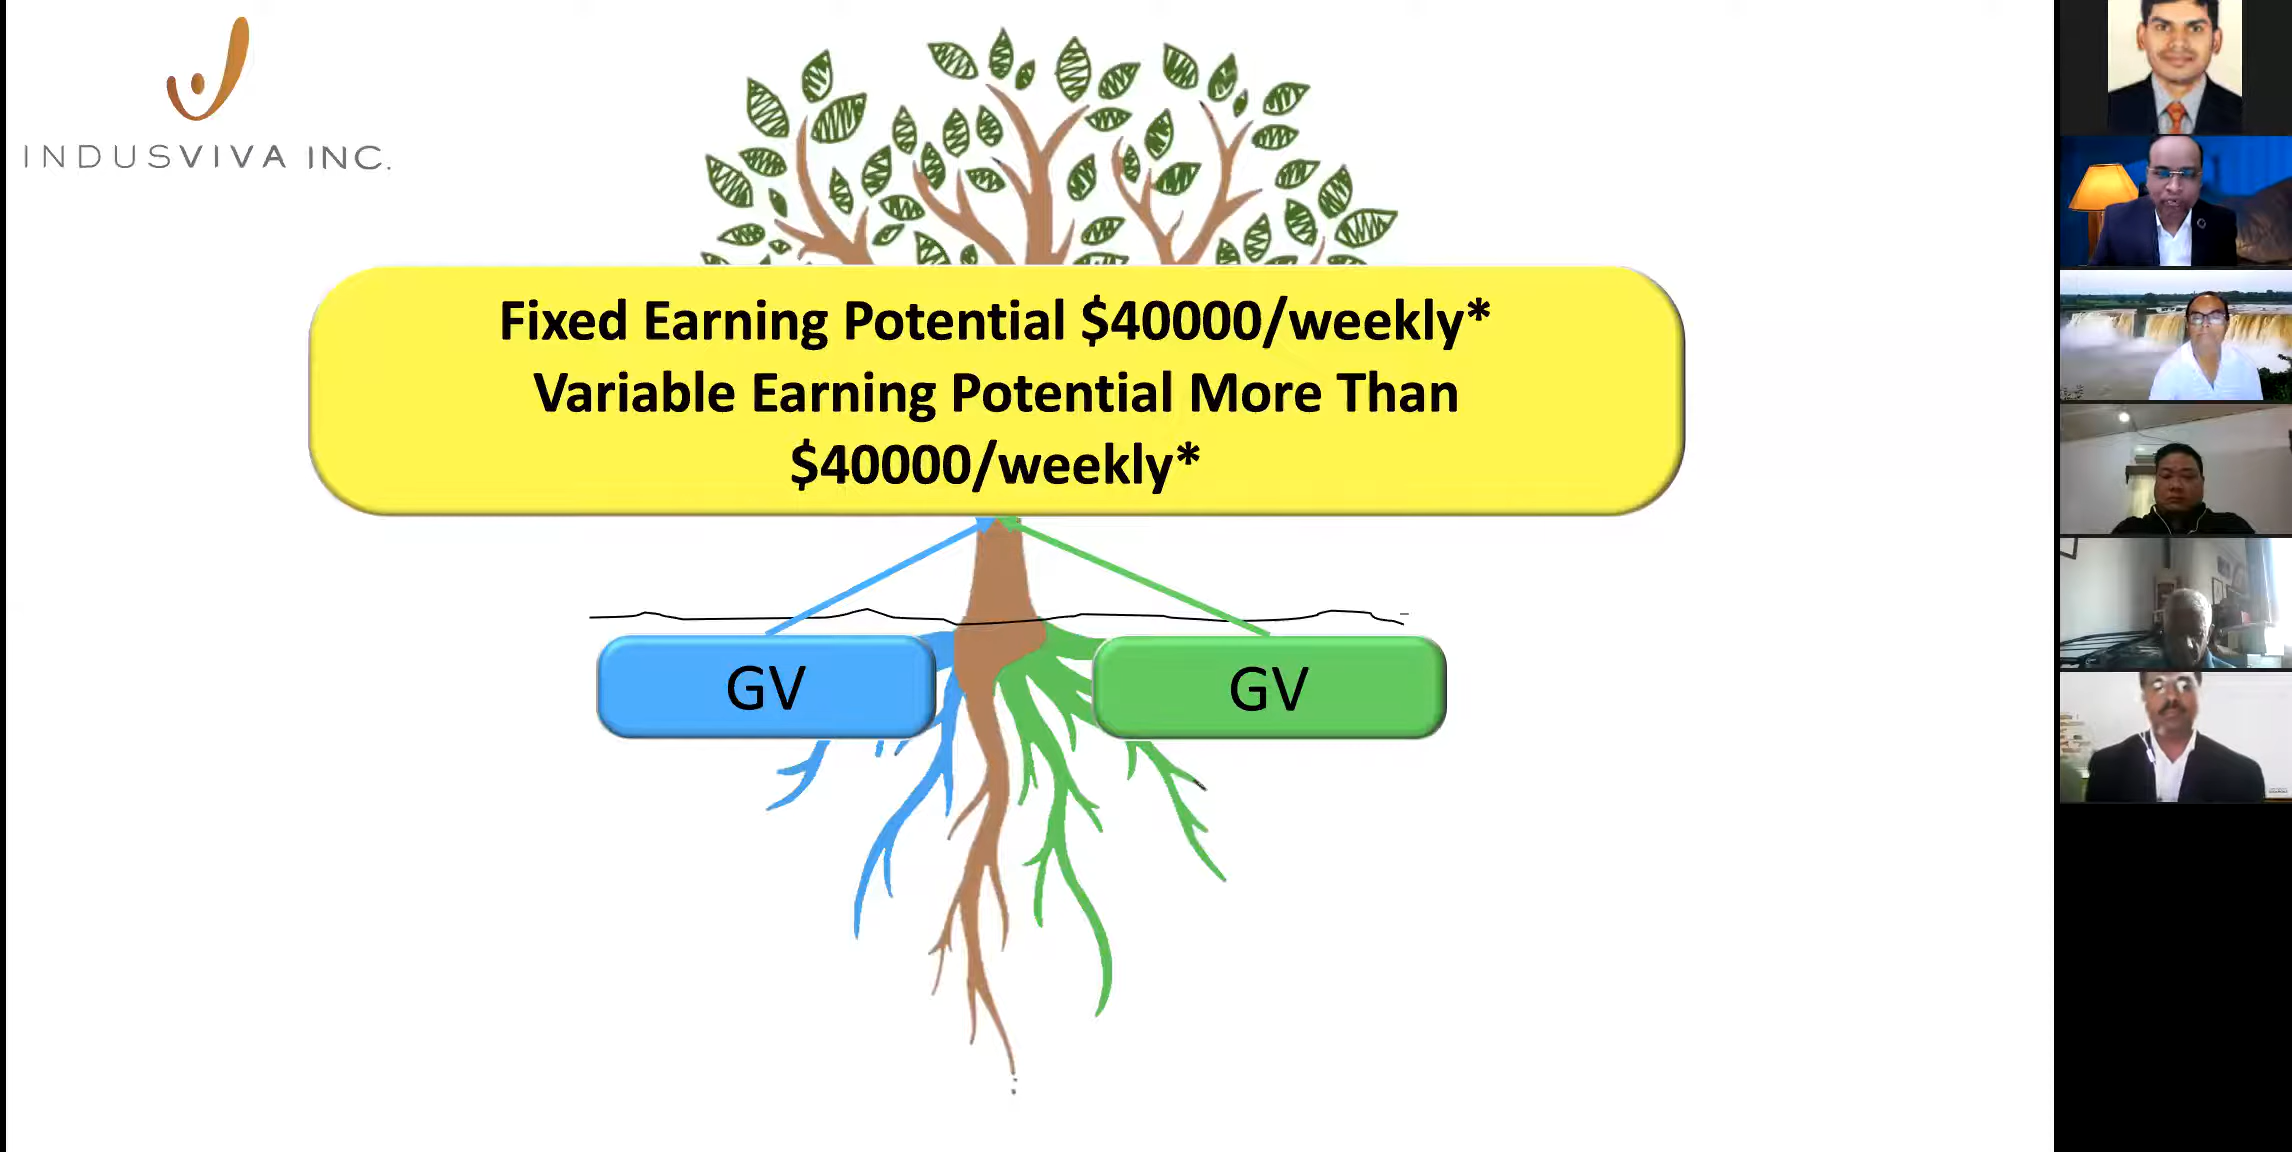 INDUSVIVA INC.
Fixed Earning Potential $40000/weekly*
Variable Earning Potential More Than
$40000/weekly*
GV
GV